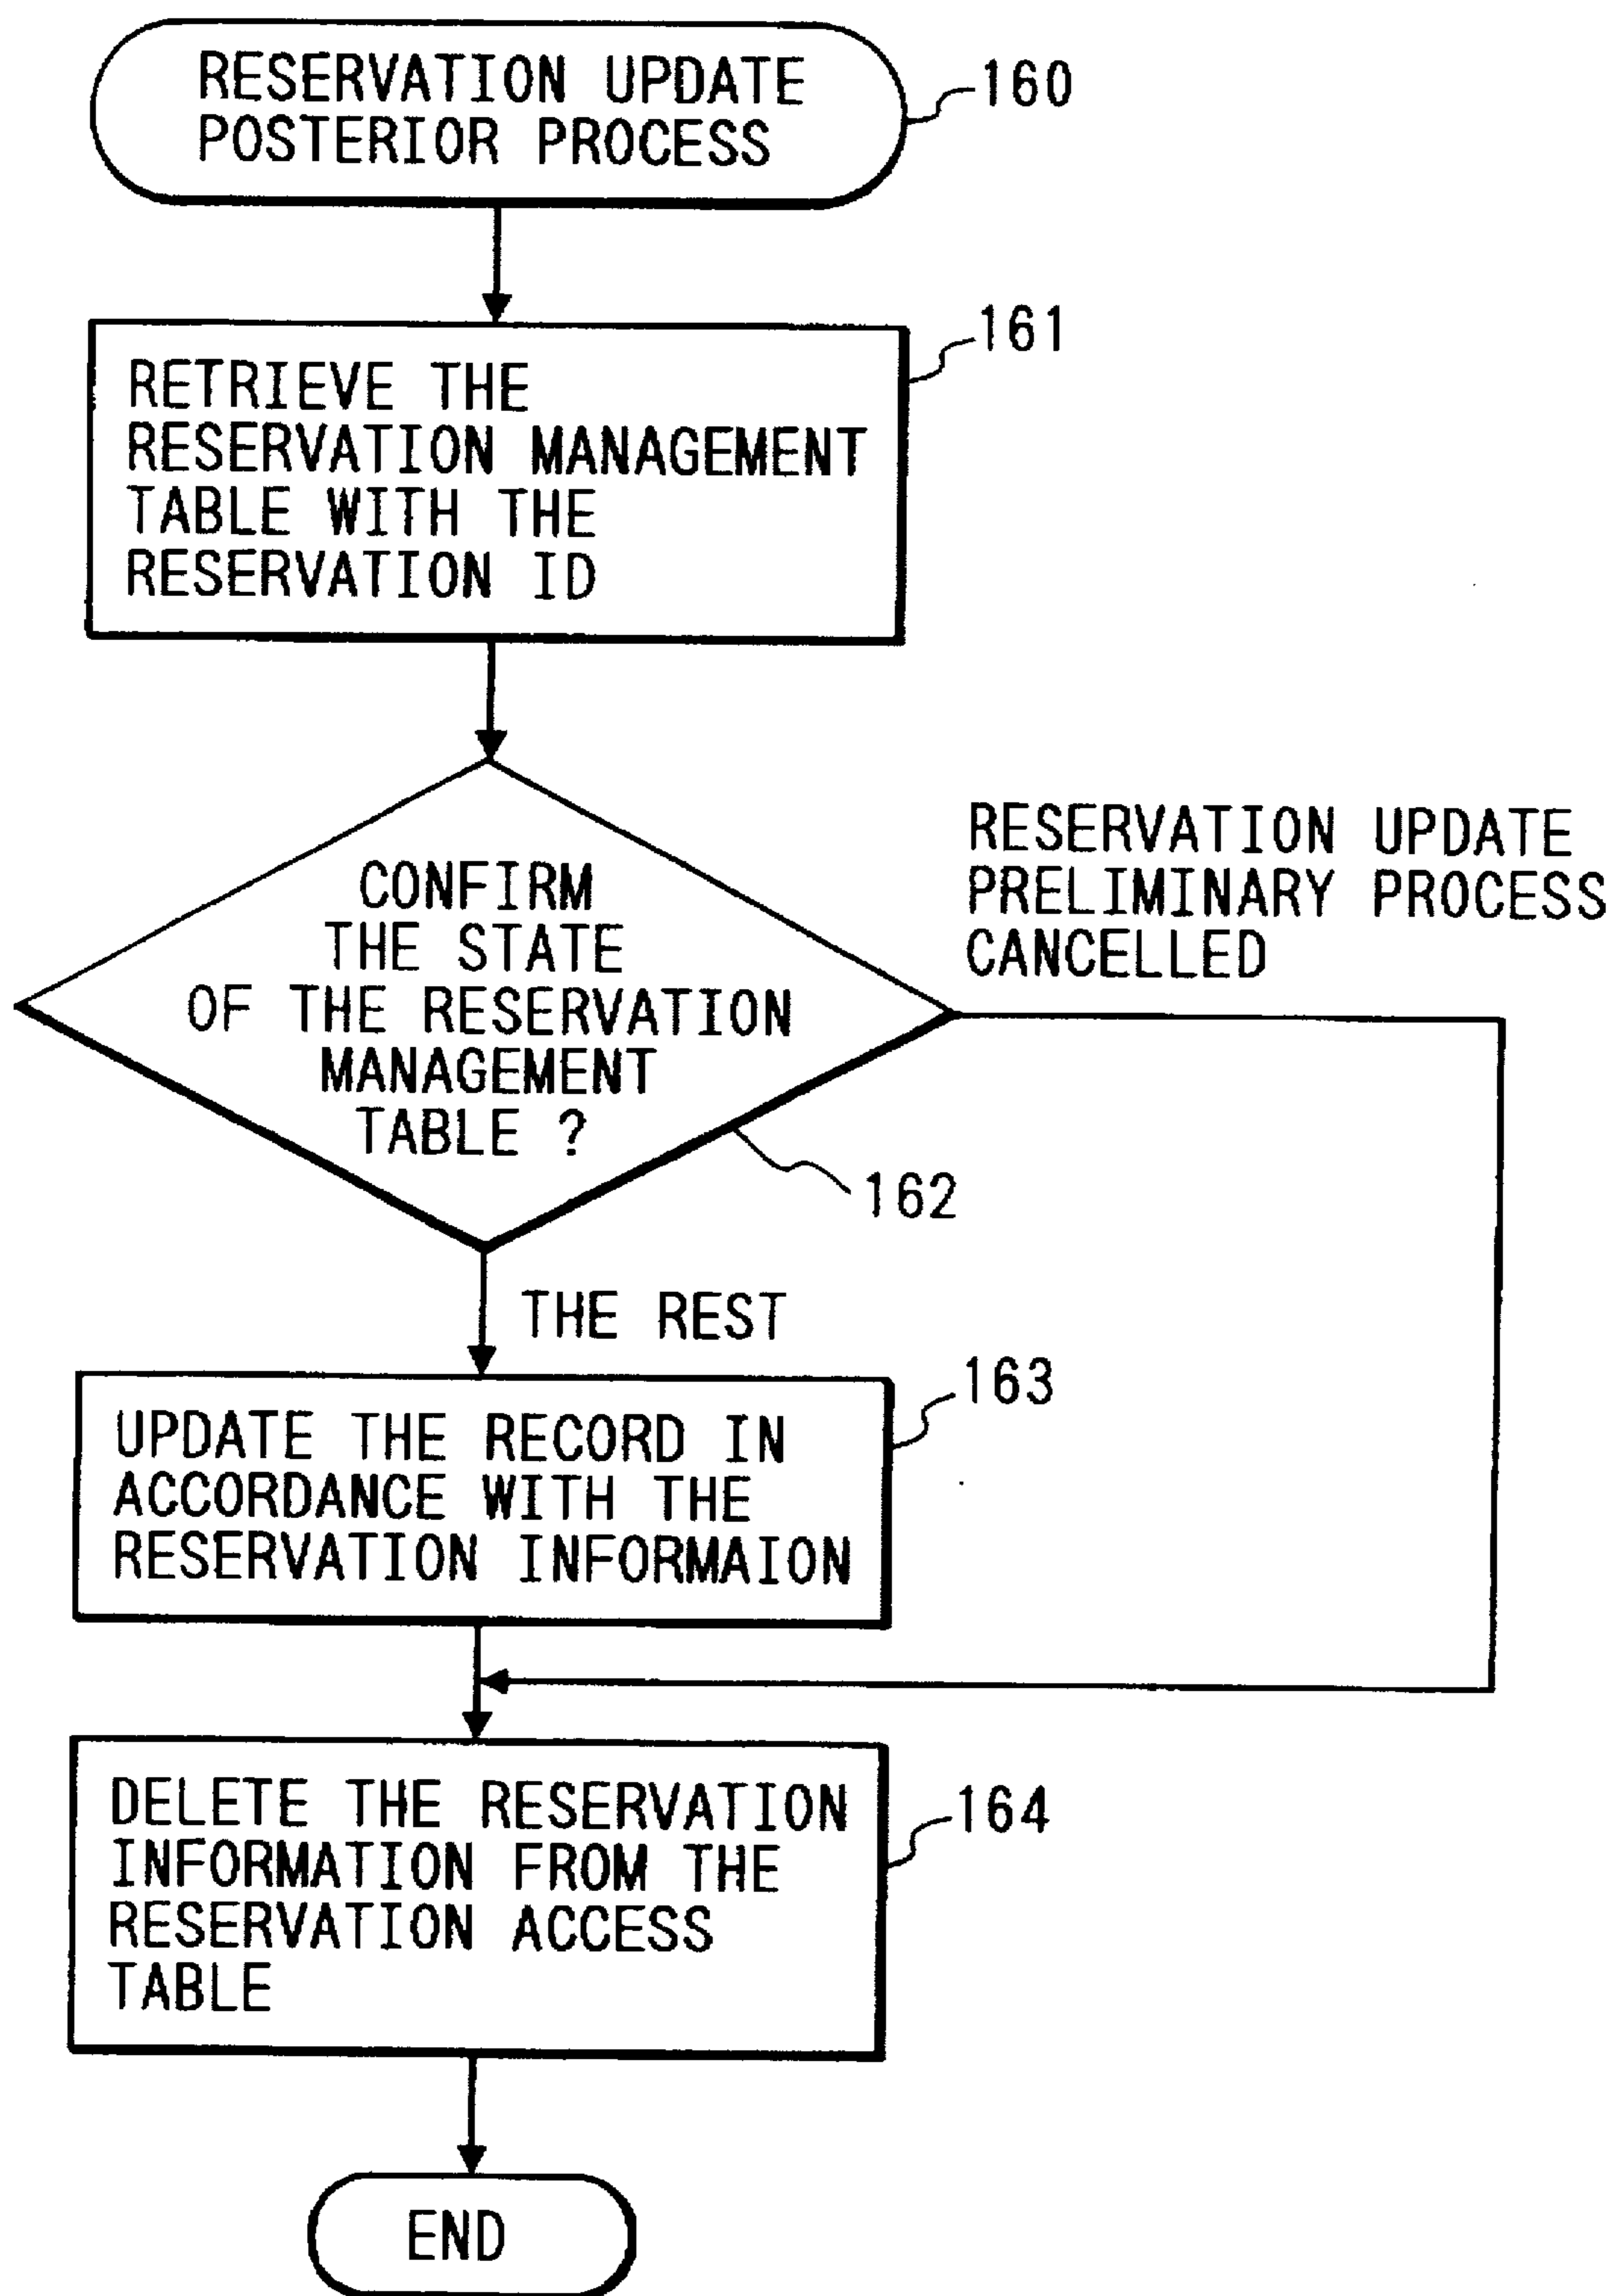 RESERVATION UPDATE
POSTERIOR PROCESS
160
RETRIEVE THE
RESERVATION MANAGEMENT
TABLE WITH THE
RESERVATION ID
161
CONFIRM
THE STATE
OF THE RESERVATION
MANAGEMENT
TABLE ?
162
RESERVATION UPDATE
PRELIMINARY PROCESS
CANCELLED
THE REST
UPDATE THE RECORD IN
ACCORDANCE WITH THE
RESERVATION INFORMAION
163
DELETE THE RESERVATION
INFORMATION FROM THE
RESERVATION ACCESS
TABLE
164
END